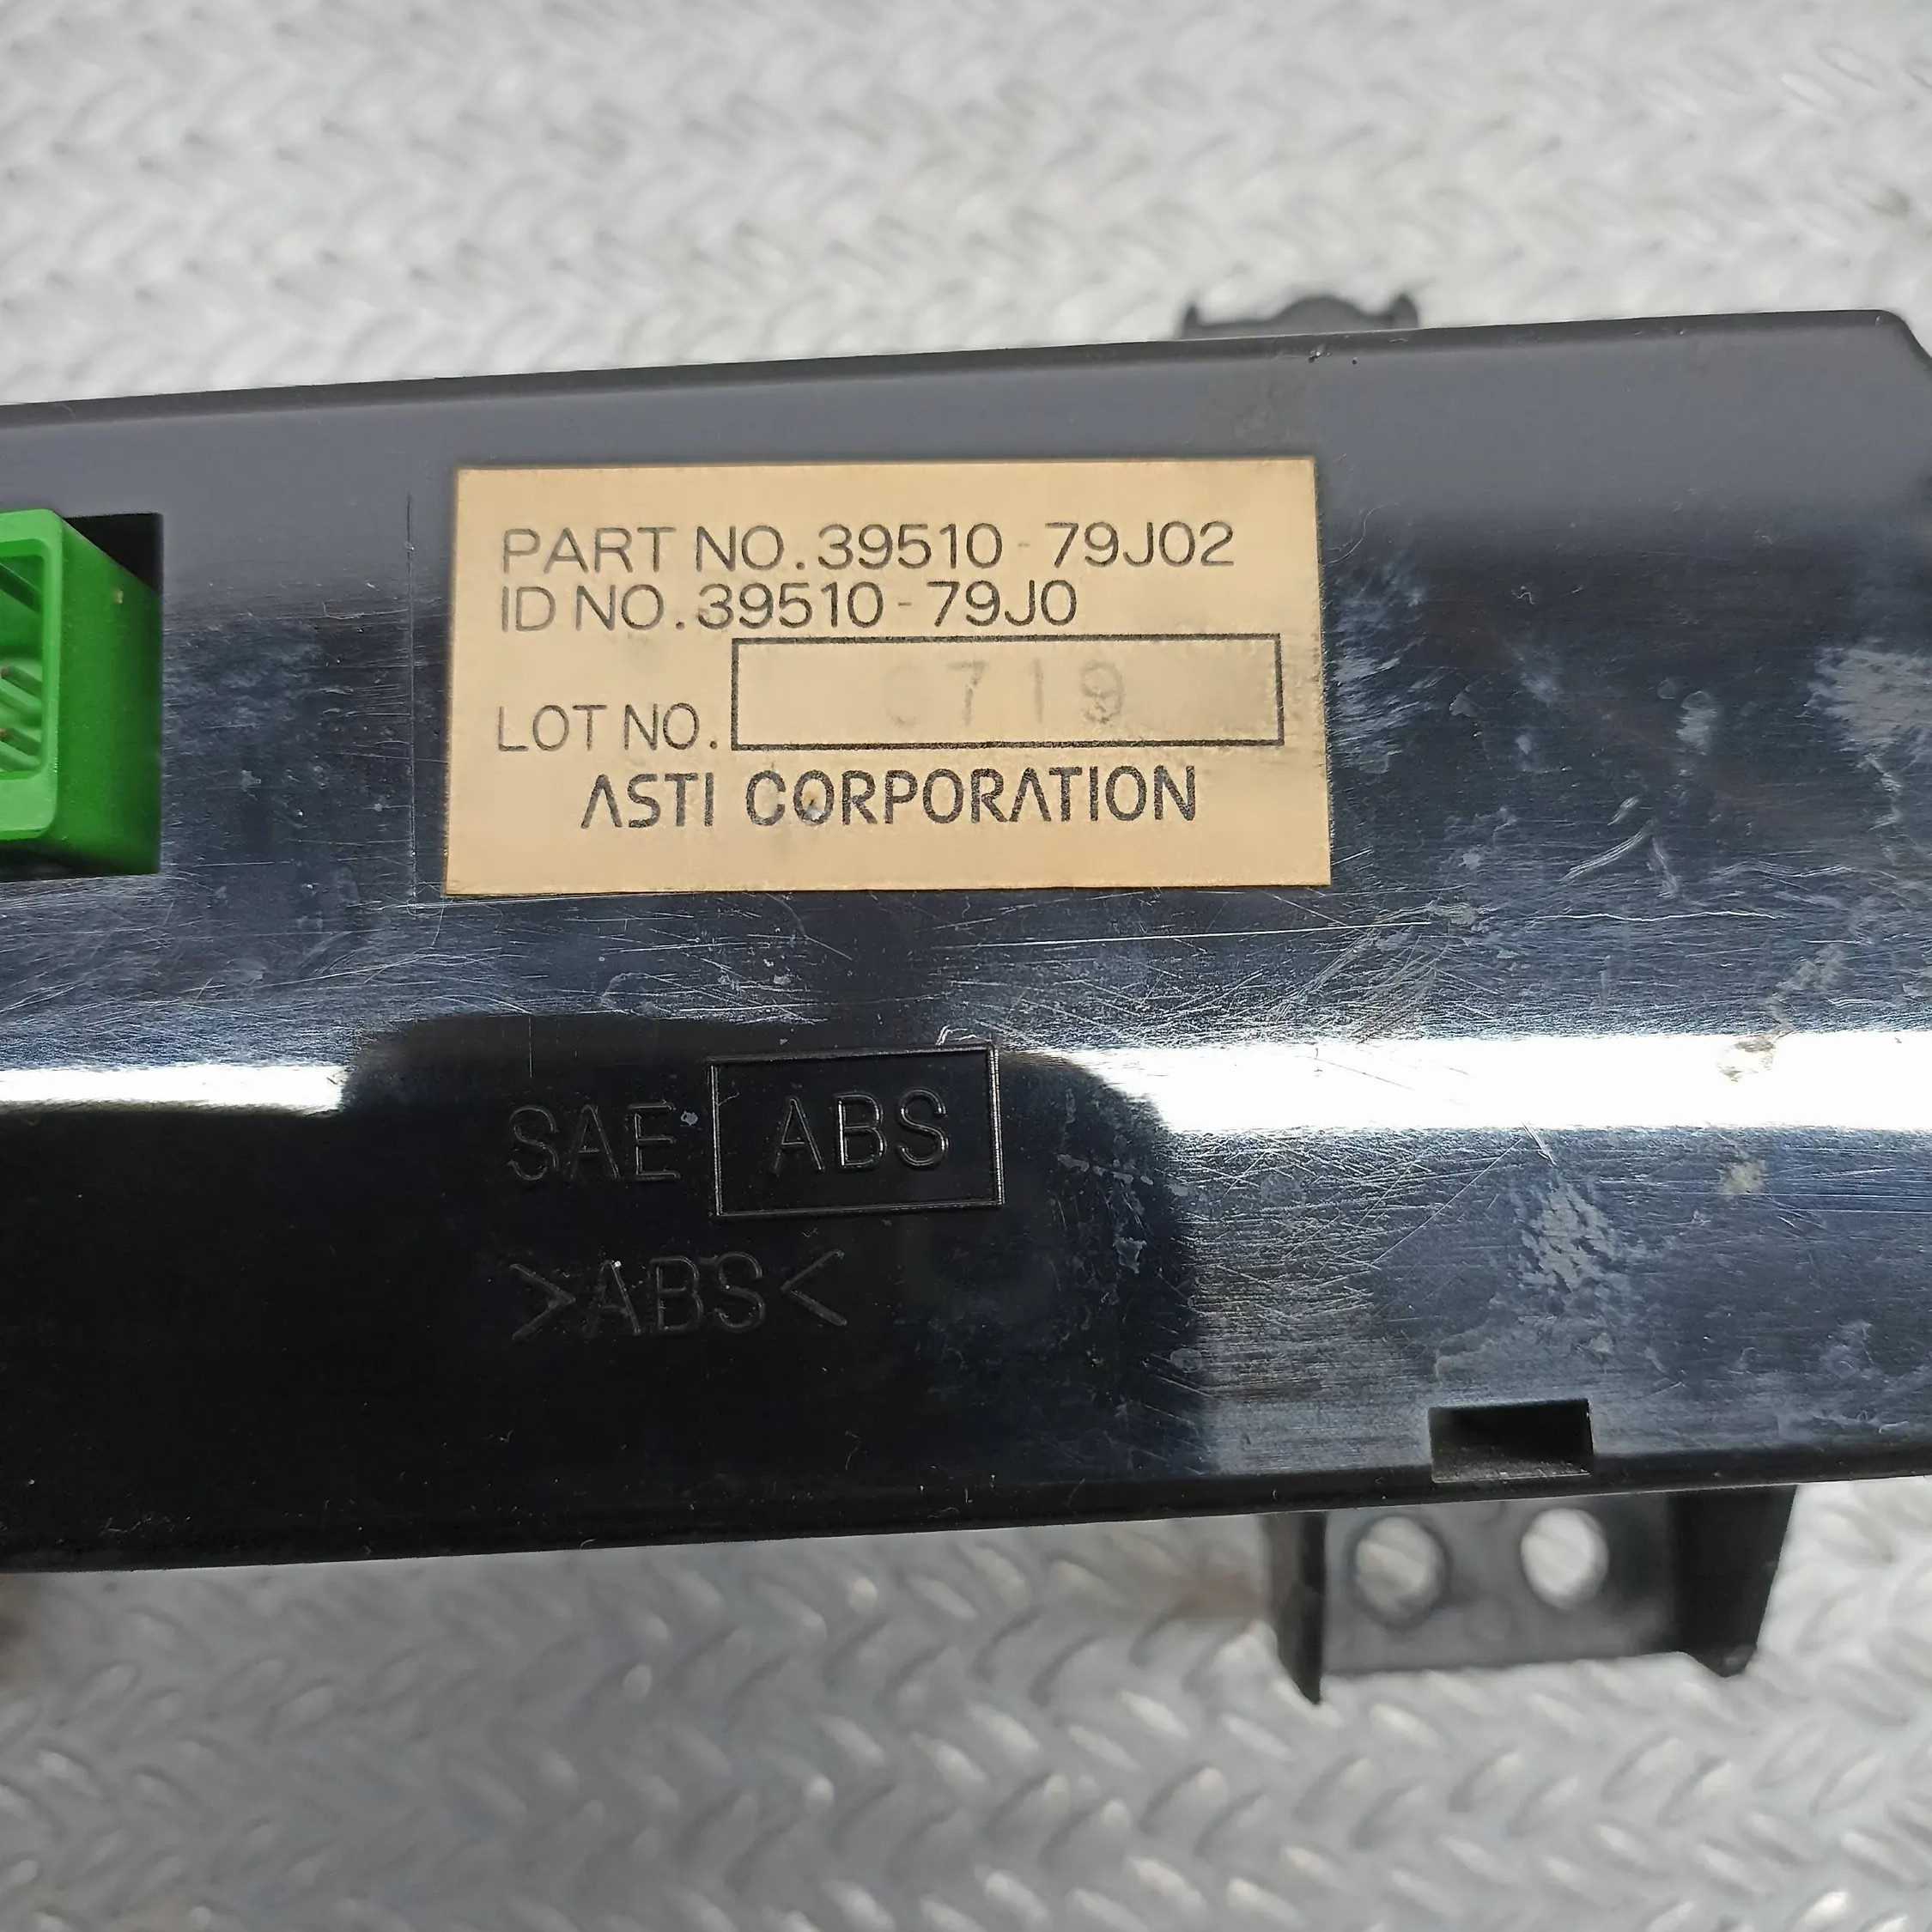 PART NO. 39510-79J02
ID NO. 39510-79J0
LOT NO.
ASTI CORPORATION
SAE ABS
>ABS<